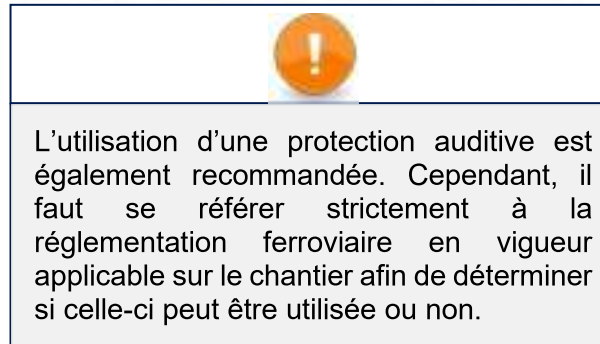 L’utilisation d’une protection auditive est
également recommandée. Cependant, il
faut se référer strictement à la
réglementation ferroviaire en vigueur
applicable sur le chantier afin de déterminer
si celle-ci peut être utilisée ou non.